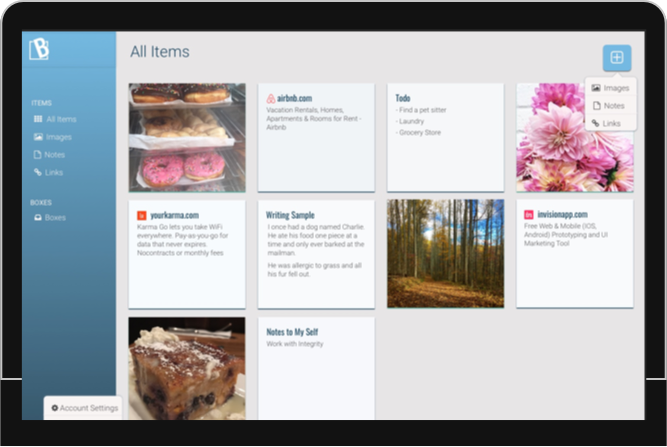 B
All Items
Images
Notes
Links
ITEMS
All Items
Images
Notes
Links
BOXES
Boxes
Account Settings
airbnb.com
Vacation Rentals, Homes,
Apartments & Rooms for Rent -
Airbnb
Todo
- Find a pet sitter
- Laundry
- Grocery Store
yourkarma.com
Karma Go lets you take WiFi
everywhere. Pay-as-you-go for
data that never expires.
Nocontracts or monthly fees
Writing Sample
I once had a dog named Charlie.
He ate his food one piece at a
time and only ever barked at the
mailman.
He was allergic to grass and all
his fur fell out.
in
invisionapp.com
Free Web & Mobile (IOS,
Android) Prototyping and UI
Marketing Tool
Notes to My Self
Work with Integrity